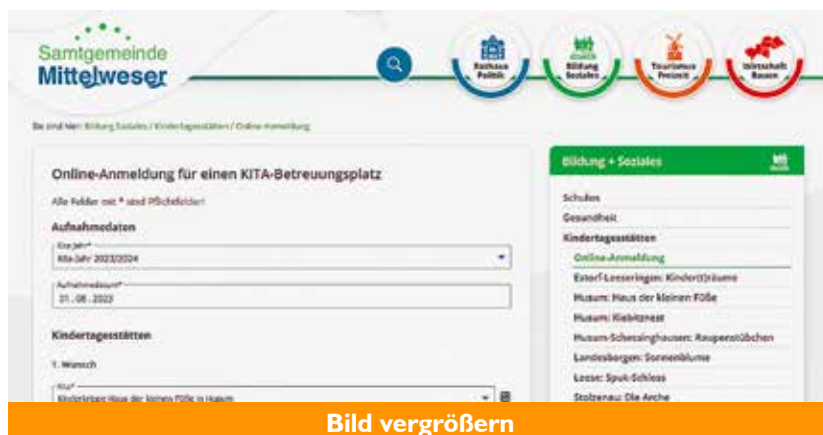 Samtgemeinde
Mittelweser
Rathaus
Politik
Bildung
Soziales
Tourismus
Freizeit
Wirtschaft
Bauen
Sie sind hier: Bildung Soziales / Kindertagesstätten / Online-Anmeldung
Online-Anmeldung für einen KITA-Betreuungsplatz
Alle Felder mit * sind Pflichtfelder!
Aufnahmedaten
Kita-Jahr*
Kita-Jahr 2023/2024
Aufnahmedatum*
01.08.2023
Kindertagesstätten
1. Wunsch
Kita*
Kinderkrippe Haus der kleinen Füße in Husum
Bildung + Soziales
Schulen
Gesundheit
Kindertagesstätten
Online-Anmeldung
Estorf-Leeseringen: Kinder(t)räume
Husum: Haus der kleinen Füße
Husum: Kiebitznest
Husum-Schessinghausen: Raupenstübchen
Landesbergen: Sonnenblume
Leese: Spuk-Schloss
Stolzenau: Die Arche
Bild vergrößern